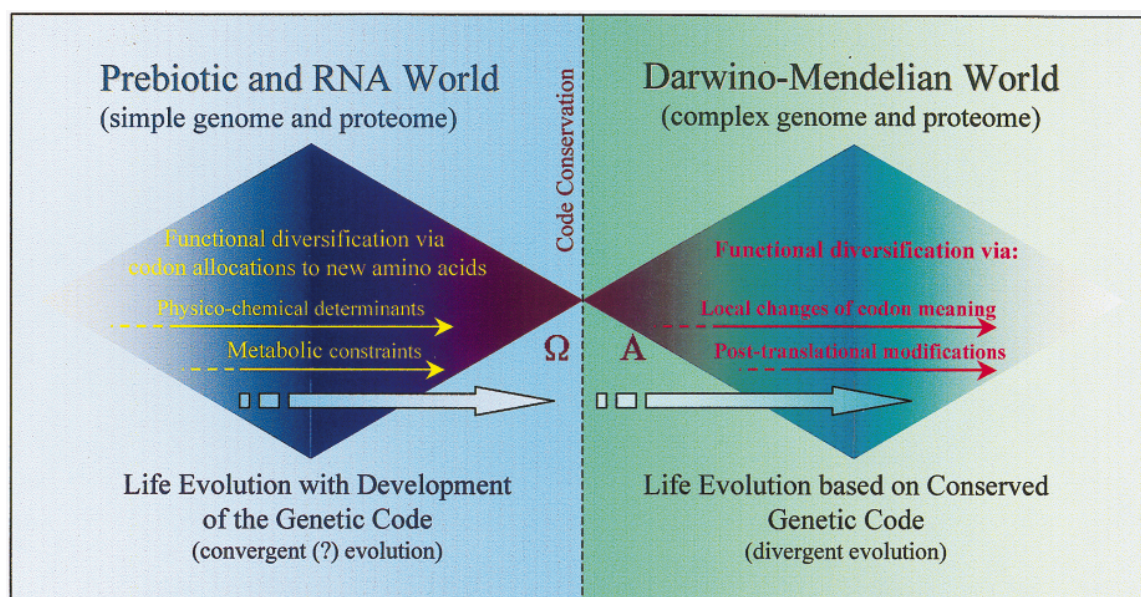 Prebiotic and RNA World
(simple genome and proteome)
Functional diversification via
codon allocations to new amino acids
Physico-chemical determinants
Metabolic constraints
Ω
Life Evolution with Development
of the Genetic Code
(convergent (?) evolution)
Code Conservation
Darwino-Mendelian World
(complex genome and proteome)
Functional diversification via:
Local changes of codon meaning
Post-translational modifications
A
Life Evolution based on Conserved
Genetic Code
(divergent evolution)